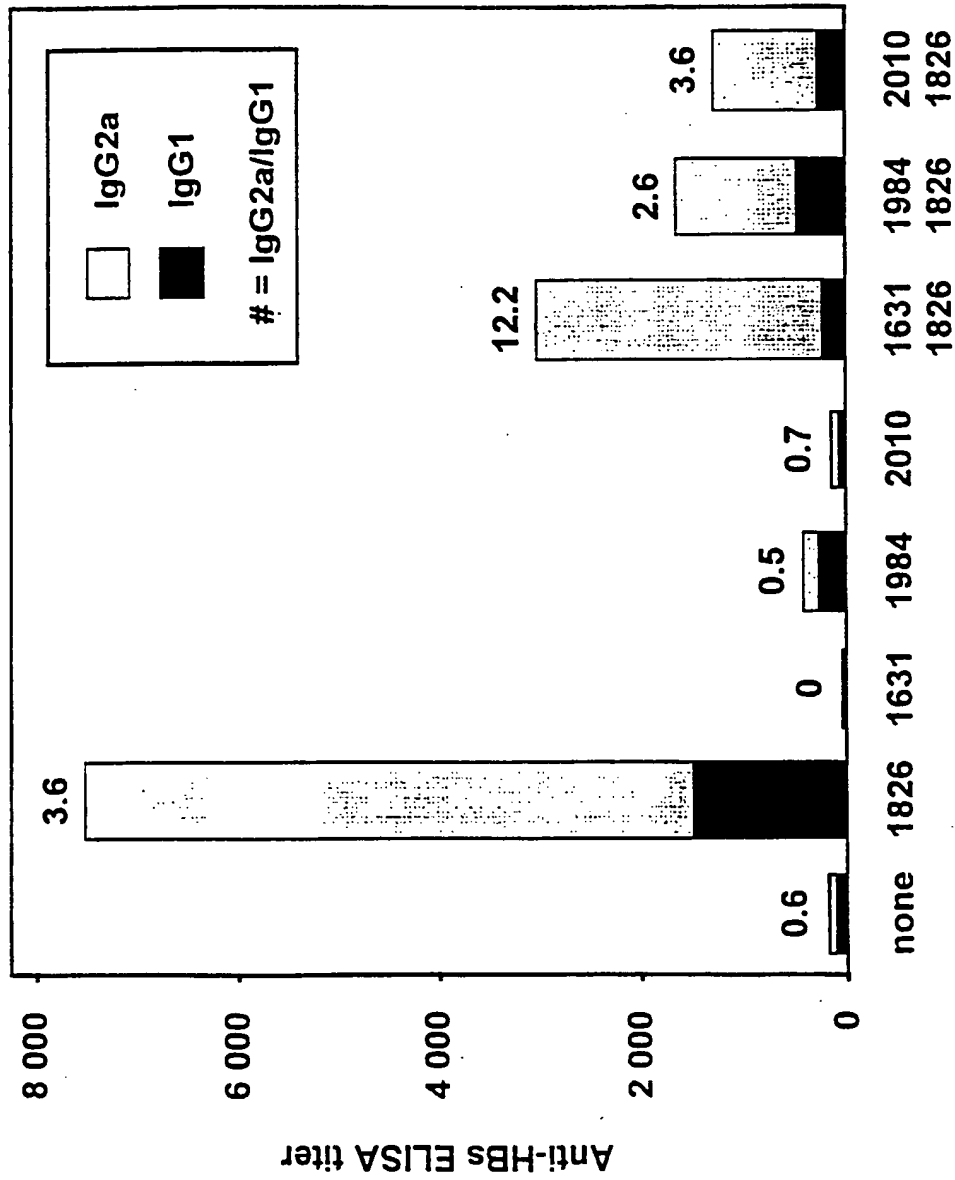 Anti-HBs ELISA titer
8 000
6 000
4 000
2 000
0
IgG2a
IgG1
# = IgG2a/IgG1
0.6
3.6
0
0.5
0.7
12.2
2.6
3.6
none 1826 1631 1984 2010 1631 1984 2010
1826 1826 1826